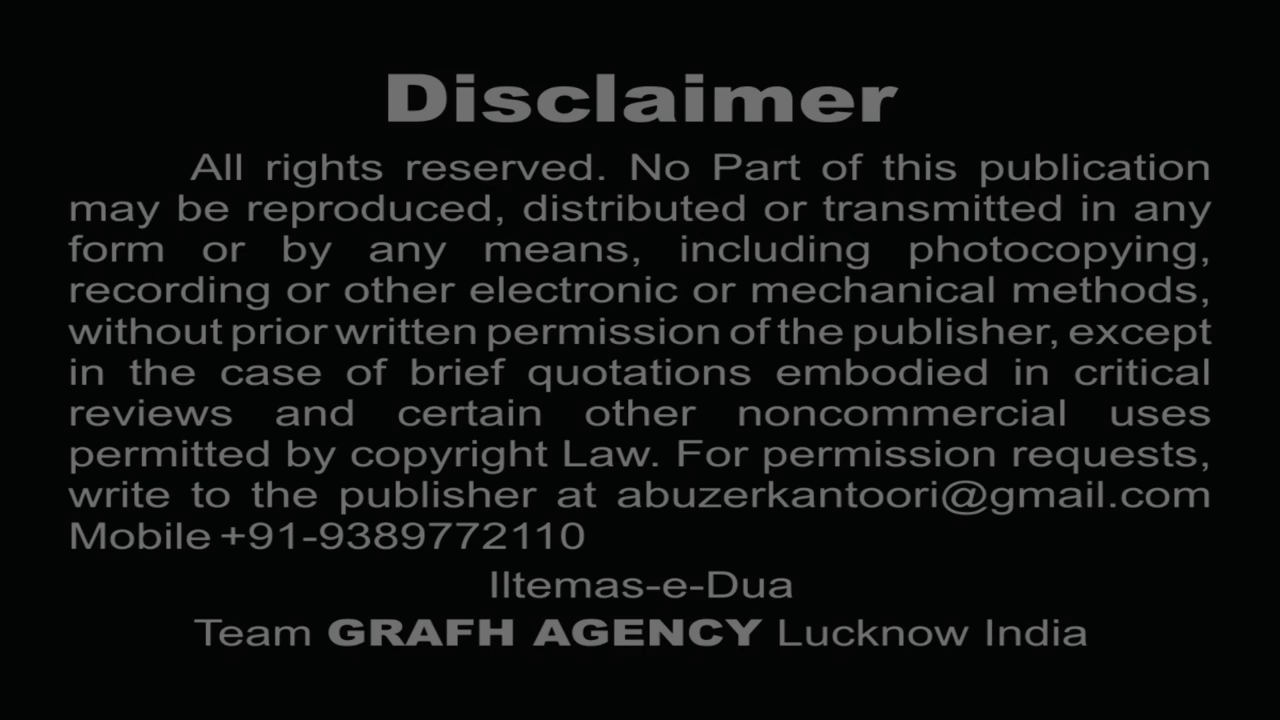 Disclaimer
All rights reserved. No Part of this publication
may be reproduced, distributed or transmitted in any
form or by any means, including photocopying,
recording or other electronic or mechanical methods,
without prior written permission of the publisher, except
in the case of brief quotations embodied in critical
reviews and certain other noncommercial uses
permitted by copyright Law. For permission requests,
write to the publisher at abuzerkantoori@gmail.com
Mobile +91-9389772110
Iltemas-e-Dua
Team GRAFH AGENCY Lucknow India